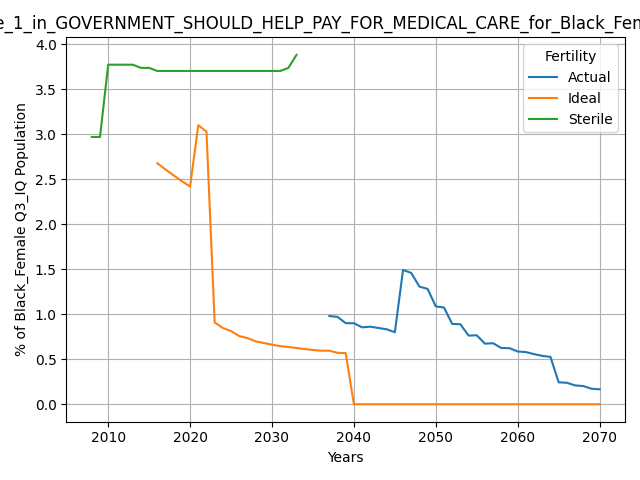 e_1_in_GOVERNMENT_SHOULD_HELP_PAY_FOR_MEDICAL_CARE_for_Black_Fem
4.0
3.5
3.0
2.5
2.0
1.5
1.0
0.5
0.0
% of Black_Female Q3_IQ Population
Fertility
Actual
Ideal
Sterile
2010 2020 2030 2040 2050 2060 2070
Years